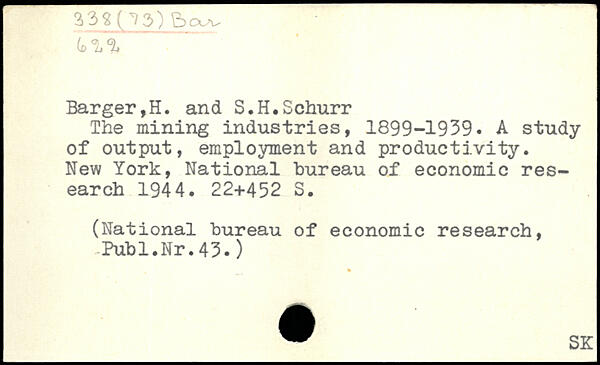 338(73) Bar
622
Barger,H. and S.H.Schurr
The mining industries, 1899-1939. A study
of output, employment and productivity.
New York, National bureau of economic res-
earch 1944. 22+452 S.
(National bureau of economic research,
Publ.Nr.43.)
SK